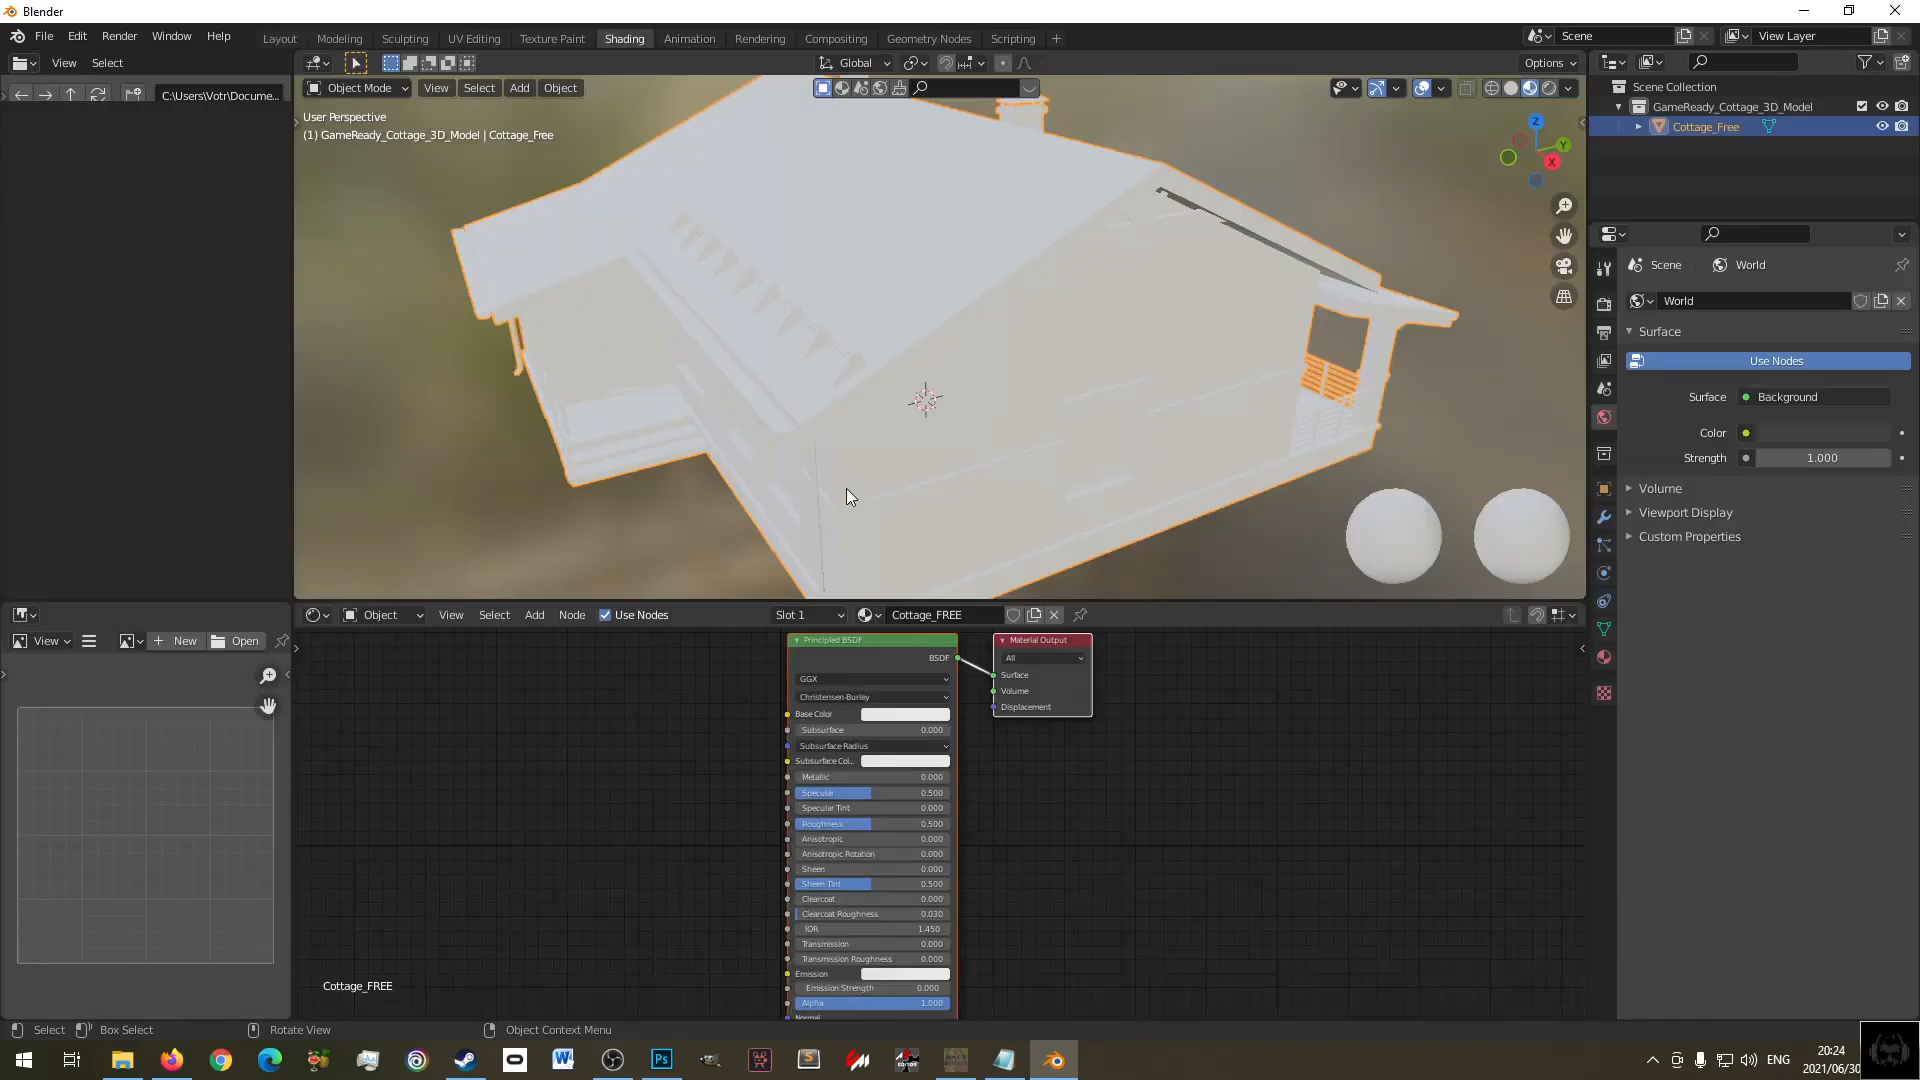 Blender
File Edit Render Window Help
Layout Modeling Sculpting UV Editing Texture Paint Shading Animation Rendering Compositing Geometry Nodes Scripting
Scene
View Layer
View Select
Global
Options
C:\Users\Votr\Docume...
Object Mode View Select Add Object
User Perspective
(1) GameReady_Cottage_3D_Model | Cottage_Free
Z
Y
X
Scene Collection
GameReady_Cottage_3D_Model
Cottage_Free
Scene World
World
Surface
Use Nodes
Surface Background
Color
Strength 1.000
Volume
Viewport Display
Custom Properties
Object View Select Add Node Use Nodes Slot 1 Cottage_FREE
View New Open
Principled BSDF
BSDF
GGX
Christensen-Burley
Base Color
Subsurface 0.000
Subsurface Radius
Subsurface Col...
Metallic 0.000
Specular 0.500
Specular Tint 0.000
Roughness 0.500
Anisotropic 0.000
Anisotropic Rotation 0.000
Sheen 0.000
Sheen Tint 0.500
Clearcoat 0.000
Clearcoat Roughness 0.030
IOR 1.450
Transmission 0.000
Transmission Roughness 0.000
Emission
Emission Strength 0.000
Alpha 1.000
Normal
Material Output
All
Surface
Volume
Displacement
Cottage_FREE
Select Box Select Rotate View Object Context Menu
ENG
20:24
2021/06/30